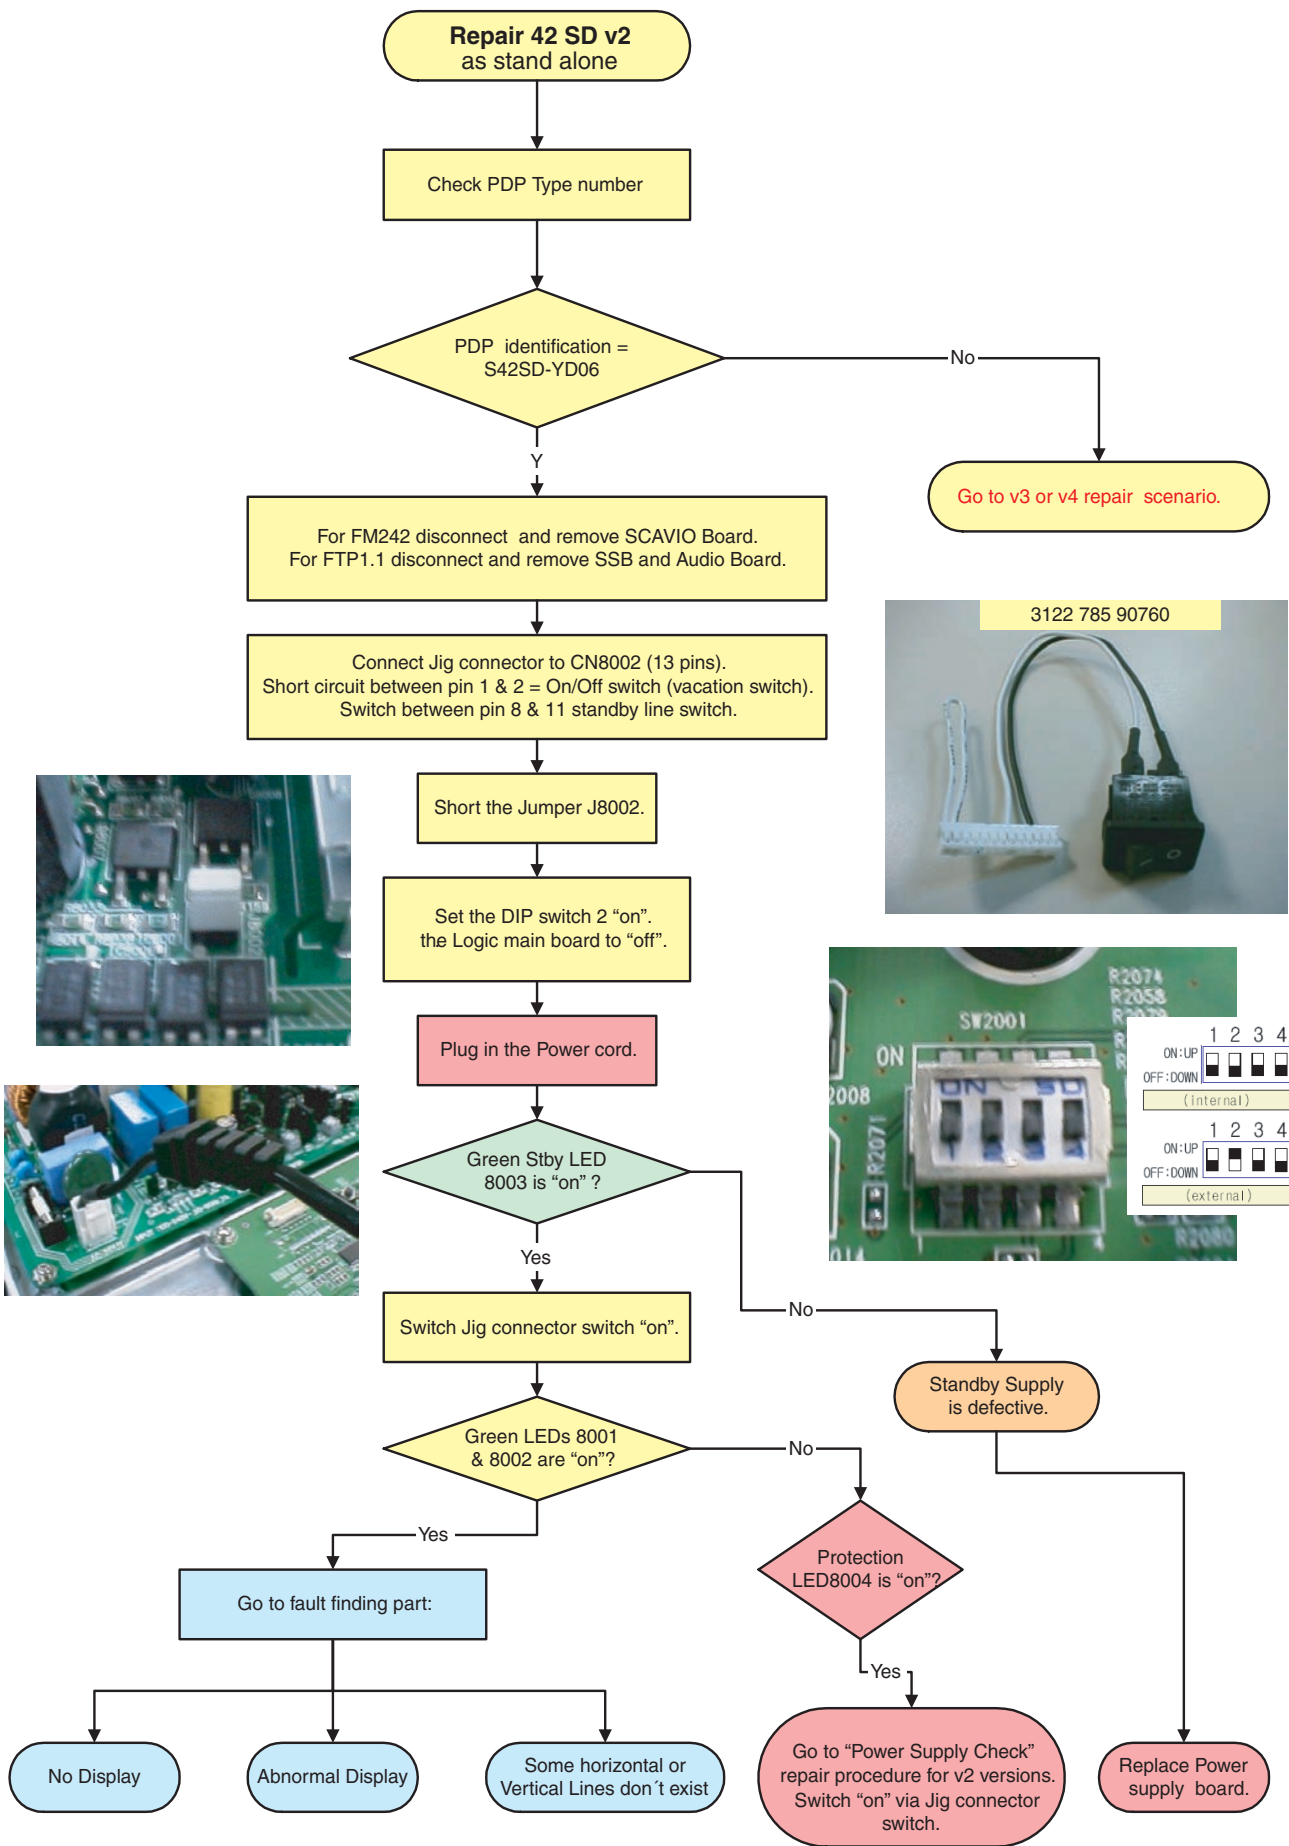 Repair 42 SD v2
as stand alone
Check PDP Type number
PDP identification =
S42SD-YD06
No
Y
Go to v3 or v4 repair scenario.
For FM242 disconnect and remove SCAVIO Board.
For FTP1.1 disconnect and remove SSB and Audio Board.
3122 785 90760
Connect Jig connector to CN8002 (13 pins).
Short circuit between pin 1 & 2 = On/Off switch (vacation switch).
Switch between pin 8 & 11 standby line switch.
Short the Jumper J8002.
Set the DIP switch 2 “on”.
the Logic main board to “off”.
Plug in the Power cord.
SW2001
ON
ON SD
R2074
R2058
2008
R2071
R2080
1 2 3 4
ON:UP
OFF:DOWN
(internal)
1 2 3 4
ON:UP
OFF:DOWN
(external)
Green Stby LED
8003 is “on” ?
Yes
No
Switch Jig connector switch “on”.
Standby Supply
is defective.
Green LEDs 8001
& 8002 are “on”?
No
Yes
Protection
LED8004 is “on”?
Go to fault finding part:
Yes
No Display
Abnormal Display
Some horizontal or
Vertical Lines don´t exist
Go to “Power Supply Check”
repair procedure for v2 versions.
Switch “on” via Jig connector
switch.
Replace Power
supply board.